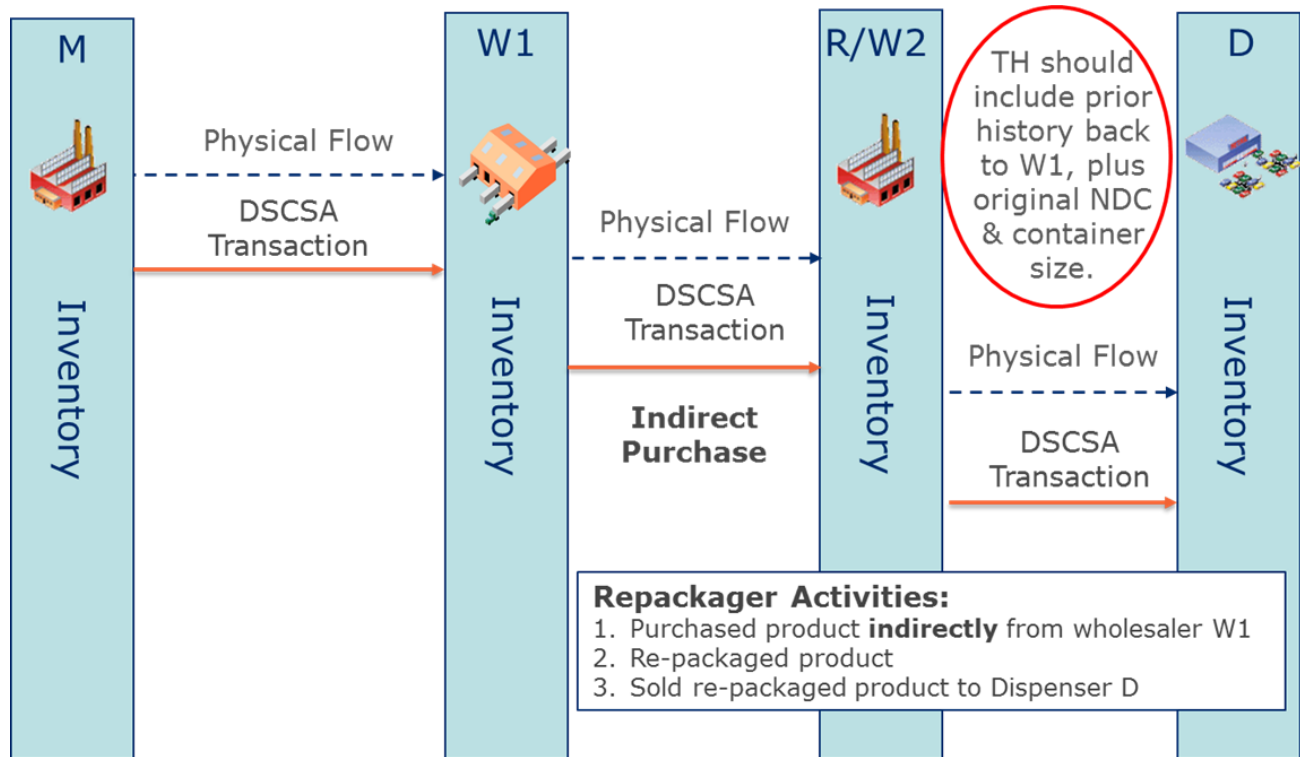 M
W1
R/W2
D
TH should
include prior
history back
to W1, plus
original NDC
& container
size.
Physical Flow
DSCSA
Transaction
Physical Flow
DSCSA
Transaction
Indirect
Purchase
Physical Flow
DSCSA
Transaction
Inventory
Inventory
Inventory
Inventory
Repackager Activities:
1. Purchased product indirectly from wholesaler W1
2. Re-packaged product
3. Sold re-packaged product to Dispenser D